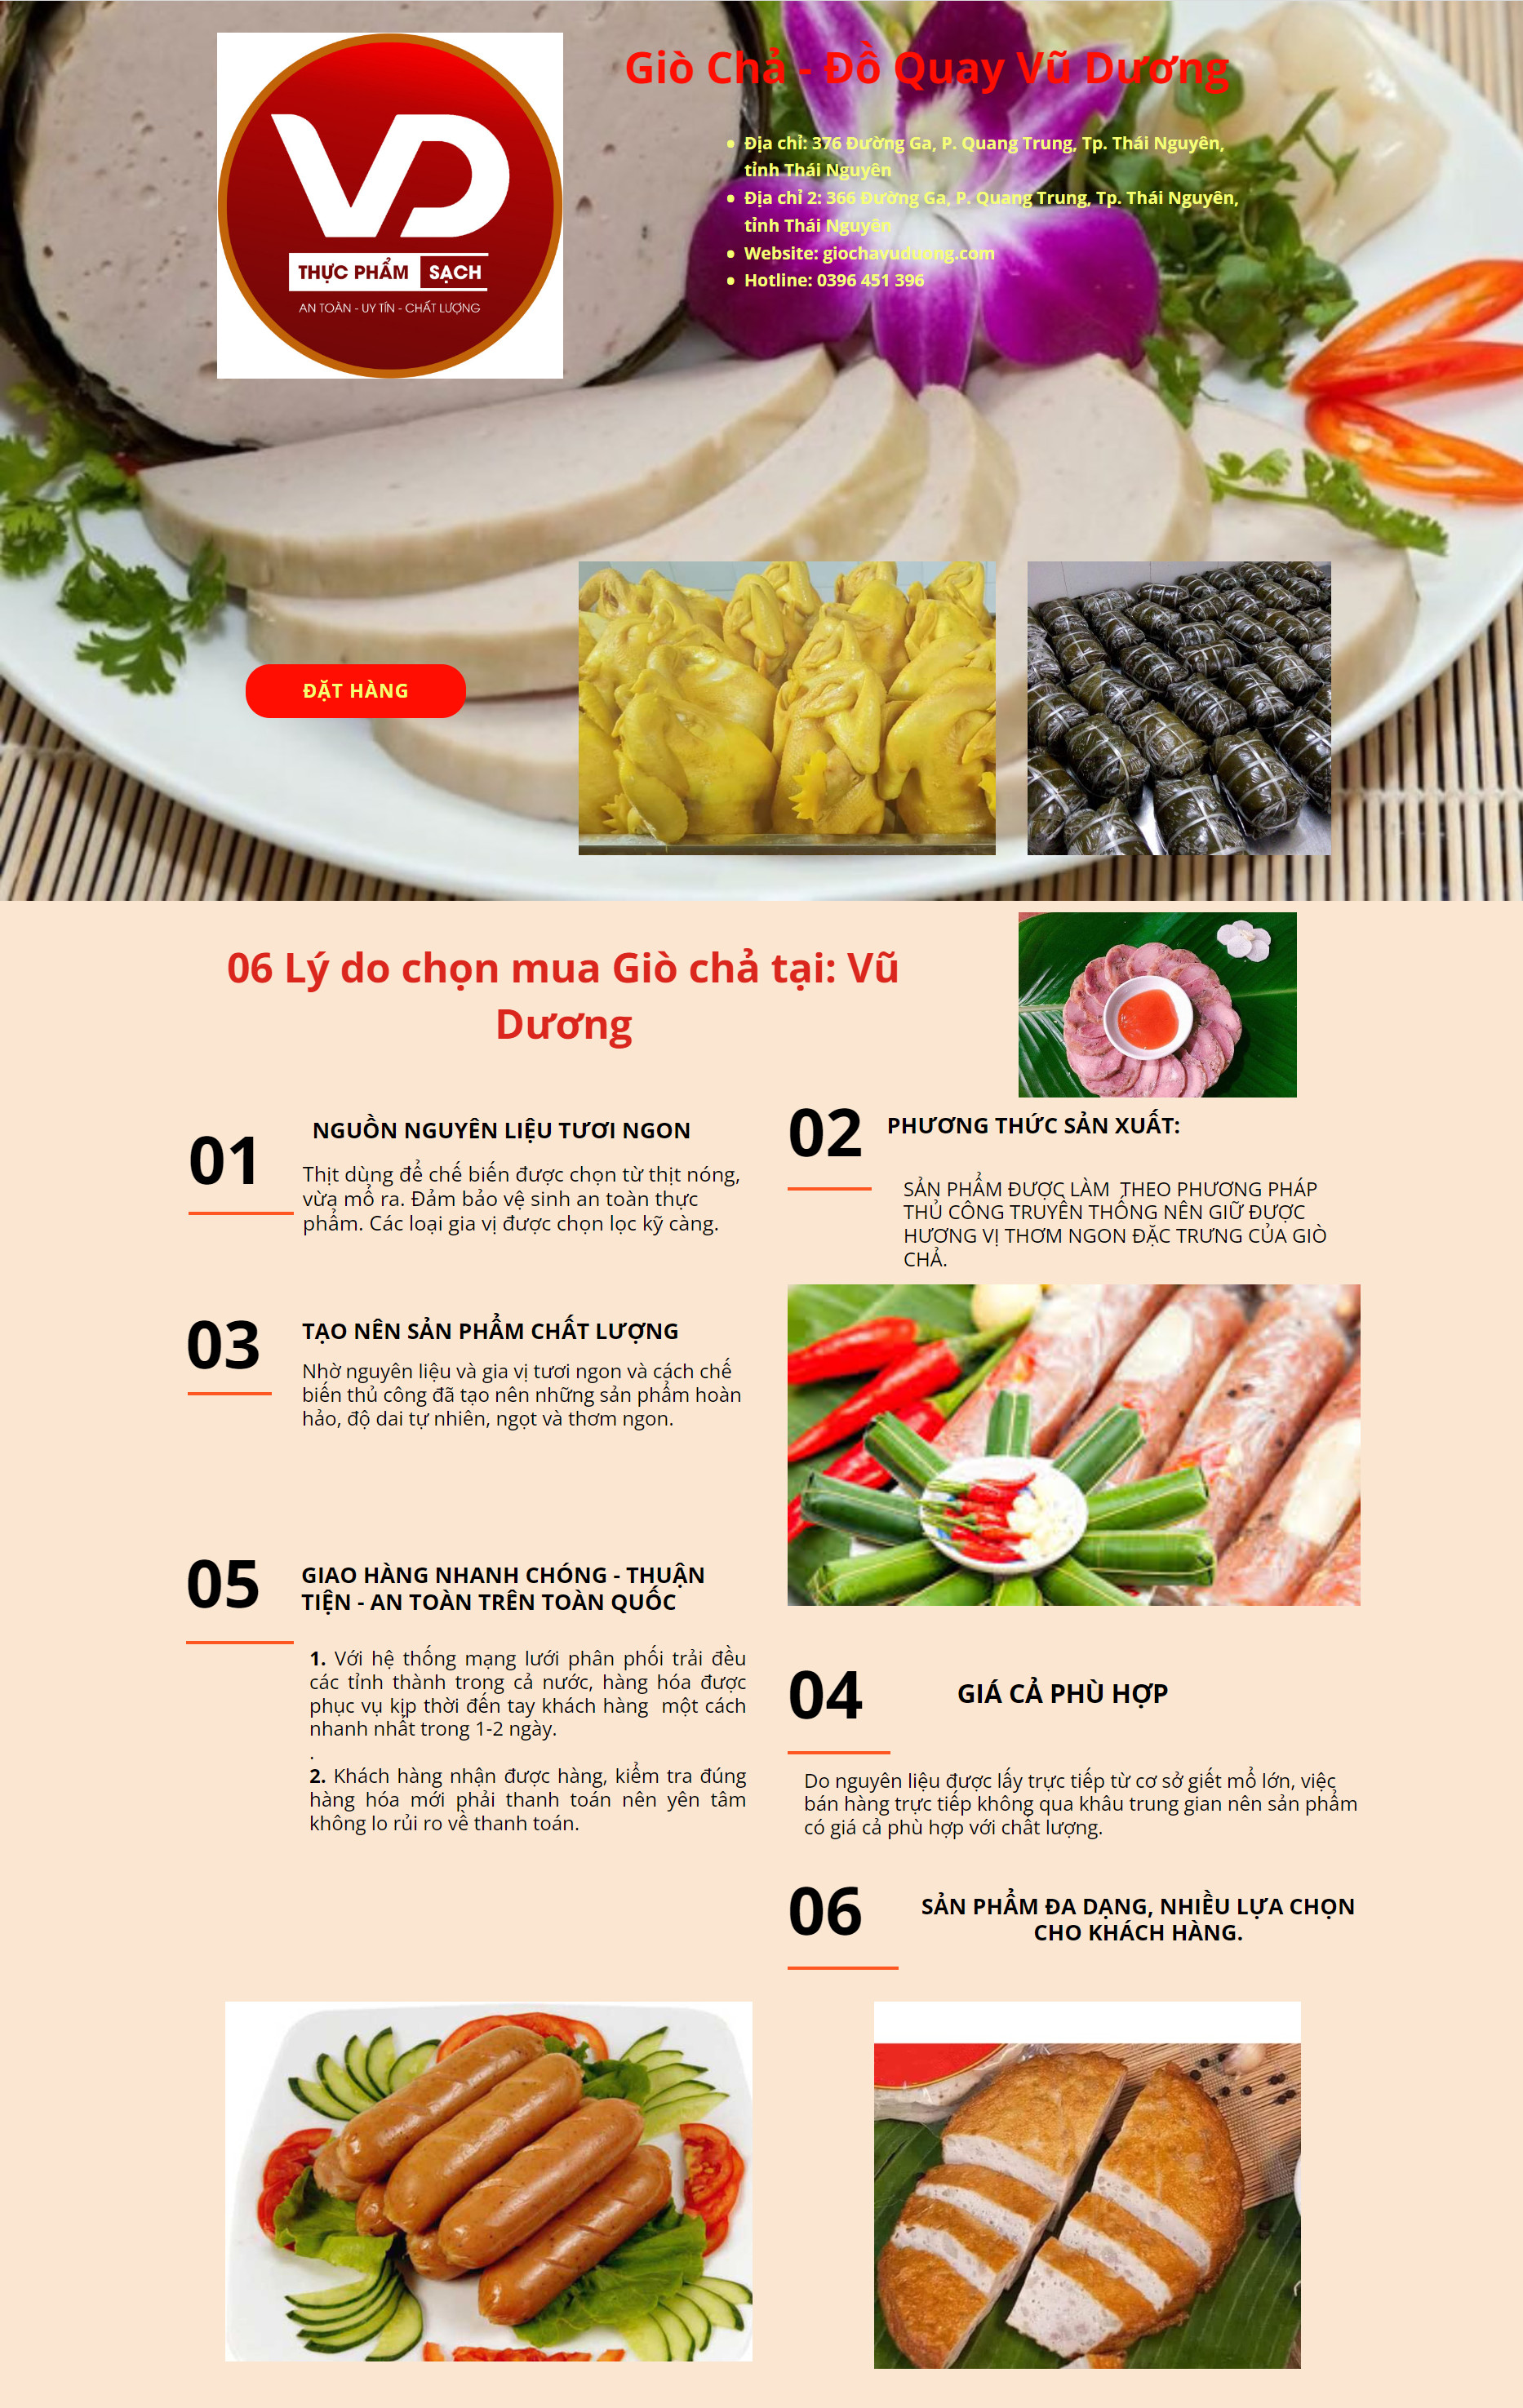 VD
THỰC PHẨM SẠCH
AN TOÀN - UY TÍN - CHẤT LƯỢNG
Giò Chả - Đồ Quay Vũ Dương
• Địa chỉ: 376 Đường Ga, P. Quang Trung, Tp. Thái Nguyên,
tỉnh Thái Nguyên
• Địa chỉ 2: 366 Đường Ga, P. Quang Trung, Tp. Thái Nguyên,
tỉnh Thái Nguyên
• Website: giochavuduong.com
• Hotline: 0396 451 396
ĐẶT HÀNG
06 Lý do chọn mua Giò chả tại: Vũ
Dương
01
NGUỒN NGUYÊN LIỆU TƯƠI NGON
Thịt dùng để chế biến được chọn từ thịt nóng,
vừa mổ ra. Đảm bảo vệ sinh an toàn thực
phẩm. Các loại gia vị được chọn lọc kỹ càng.
02
PHƯƠNG THỨC SẢN XUẤT:
SẢN PHẨM ĐƯỢC LÀM THEO PHƯƠNG PHÁP
THỦ CÔNG TRUYỀN THỐNG NÊN GIỮ ĐƯỢC
HƯƠNG VỊ THƠM NGON ĐẶC TRƯNG CỦA GIÒ
CHẢ.
03
TẠO NÊN SẢN PHẨM CHẤT LƯỢNG
Nhờ nguyên liệu và gia vị tươi ngon và cách chế
biến thủ công đã tạo nên những sản phẩm hoàn
hảo, độ dai tự nhiên, ngọt và thơm ngon.
05
GIAO HÀNG NHANH CHÓNG - THUẬN
TIỆN - AN TOÀN TRÊN TOÀN QUỐC
1. Với hệ thống mạng lưới phân phối trải đều
các tỉnh thành trong cả nước, hàng hóa được
phục vụ kịp thời đến tay khách hàng một cách
nhanh nhất trong 1-2 ngày.
.
2. Khách hàng nhận được hàng, kiểm tra đúng
hàng hóa mới phải thanh toán nên yên tâm
không lo rủi ro về thanh toán.
04
GIÁ CẢ PHÙ HỢP
Do nguyên liệu được lấy trực tiếp từ cơ sở giết mổ lớn, việc
bán hàng trực tiếp không qua khâu trung gian nên sản phẩm
có giá cả phù hợp với chất lượng.
06
SẢN PHẨM ĐA DẠNG, NHIỀU LỰA CHỌN
CHO KHÁCH HÀNG.